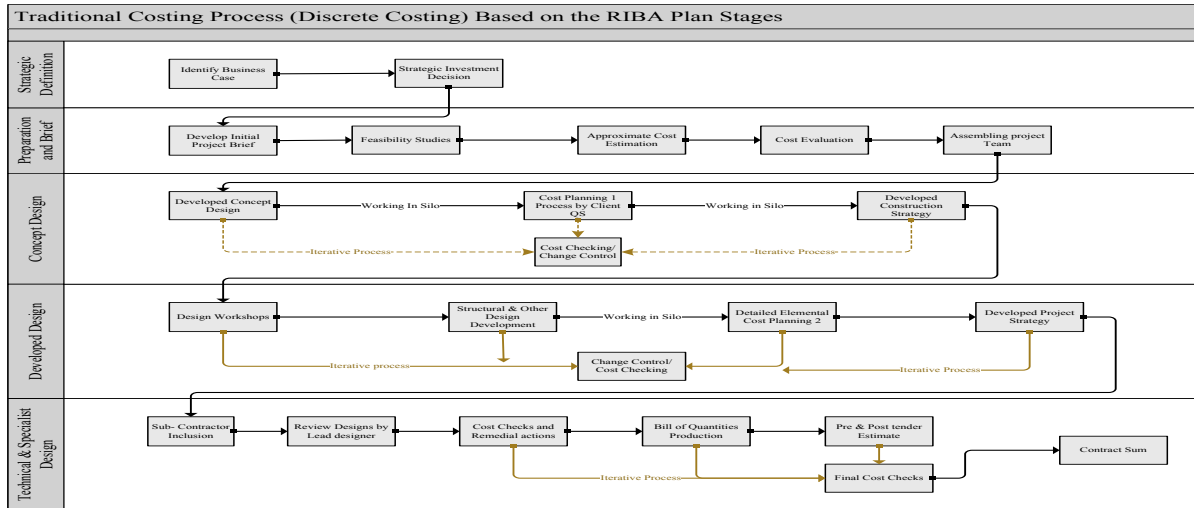 Traditional Costing Process (Discrete Costing) Based on the RIBA Plan Stages
Strategic
Definition
Identify Business
Case
Strategic Investment
Decision
Preparation
and Brief
Develop Initial
Project Brief
Feasibility Studies
Approximate Cost
Estimation
Cost Evaluation
Assembling project
Team
Concept Design
Developed Concept
Design
Working In Silo
Cost Planning 1
Process by Client
QS
Working in Silo
Developed
Construction
Strategy
Iterative Process
Cost Checking/
Change Control
Iterative Process
Developed Design
Design Workshops
Structural & Other
Design
Development
Working in Silo
Detailed Elemental
Cost Planning 2
Developed Project
Strategy
Iterative process
Change Control/
Cost Checking
Iterative Process
Technical & Specialist
Design
Sub- Contractor
Inclusion
Review Designs by
Lead designer
Cost Checks and
Remedial actions
Bill of Quantities
Production
Pre & Post tender
Estimate
Contract Sum
Iterative Process
Final Cost Checks